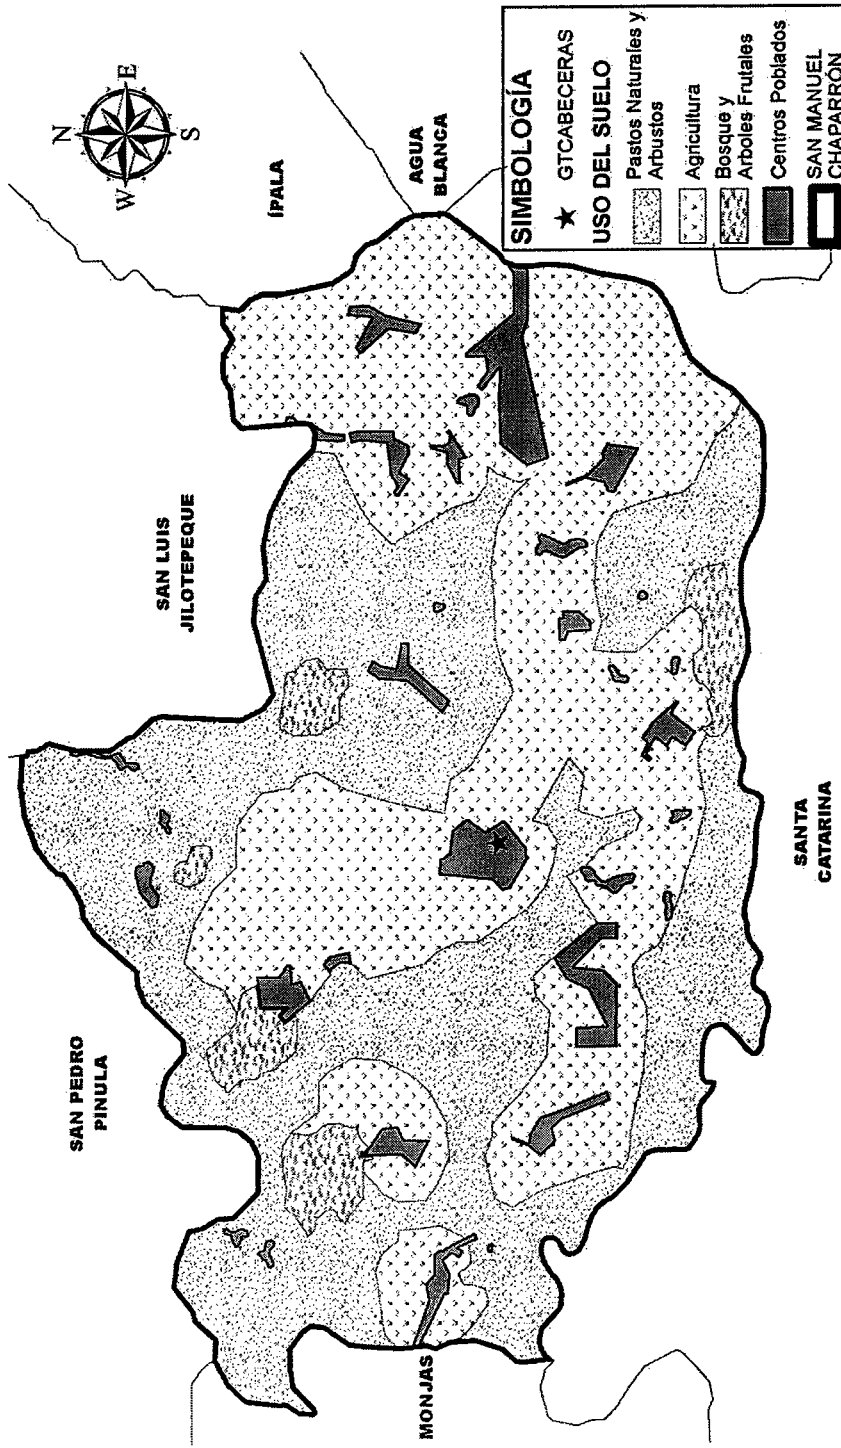 N
W
E
S
SAN PEDRO
PINULA
SAN LUIS
JILOTEPEQUE
ÍPALA
AGUA
BLANCA
MONJAS
SANTA
CATARINA
SIMBOLOGÍA
GTCABECERAS
USO DEL SUELO
Pastos Naturales y
Arbustos
Agricultura
Bosque y
Arboles Frutales
Centros Poblados
SAN MANUEL
CHAPARRÓN